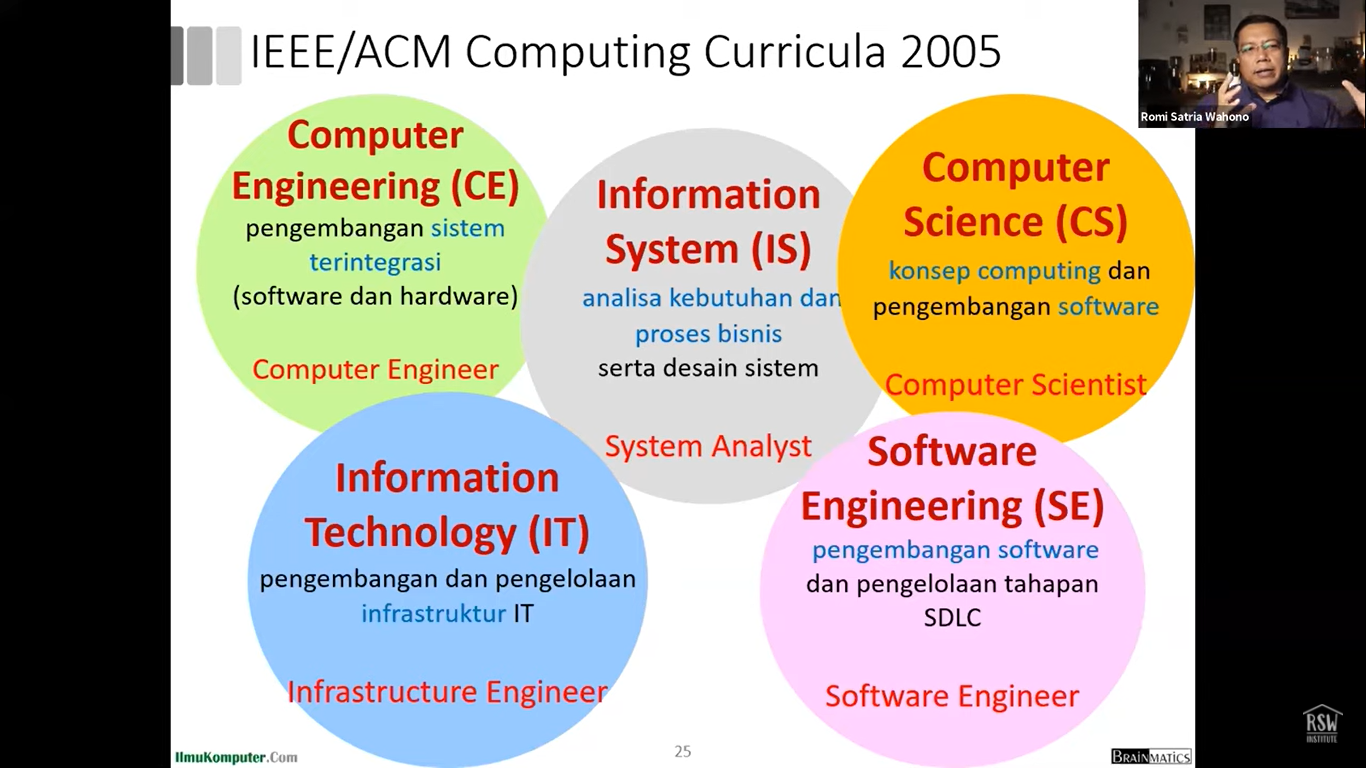 IEEE/ACM Computing Curricula 2005
Romi Satria Wahono
Computer
Engineering (CE)
pengembangan sistem
terintegrasi
(software dan hardware)
Computer Engineer
Information
System (IS)
analisa kebutuhan dan
proses bisnis
serta desain sistem
System Analyst
Computer
Science (CS)
konsep computing dan
pengembangan software
Computer Scientist
Information
Technology (IT)
pengembangan dan pengelolaan
infrastruktur IT
Infrastructure Engineer
Software
Engineering (SE)
pengembangan software
dan pengelolaan tahapan
SDLC
Software Engineer
IlmuKomputer.Com
25
BRAINMATICS
RSW
INSTITUTE